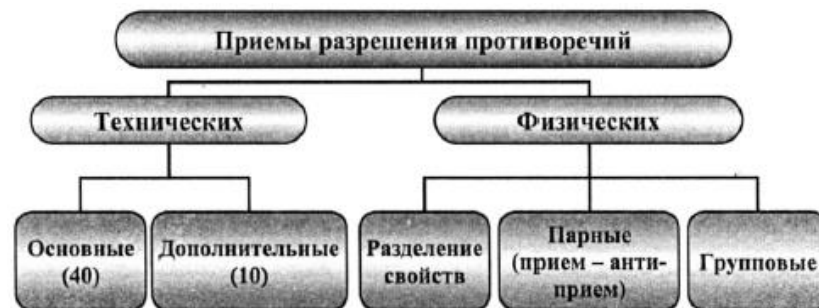 Приемы разрешения противоречий
Технических
Физических
Основные
(40)
Дополнительные
(10)
Разделение
свойств
Парные
(прием – анти-
прием)
Групповые